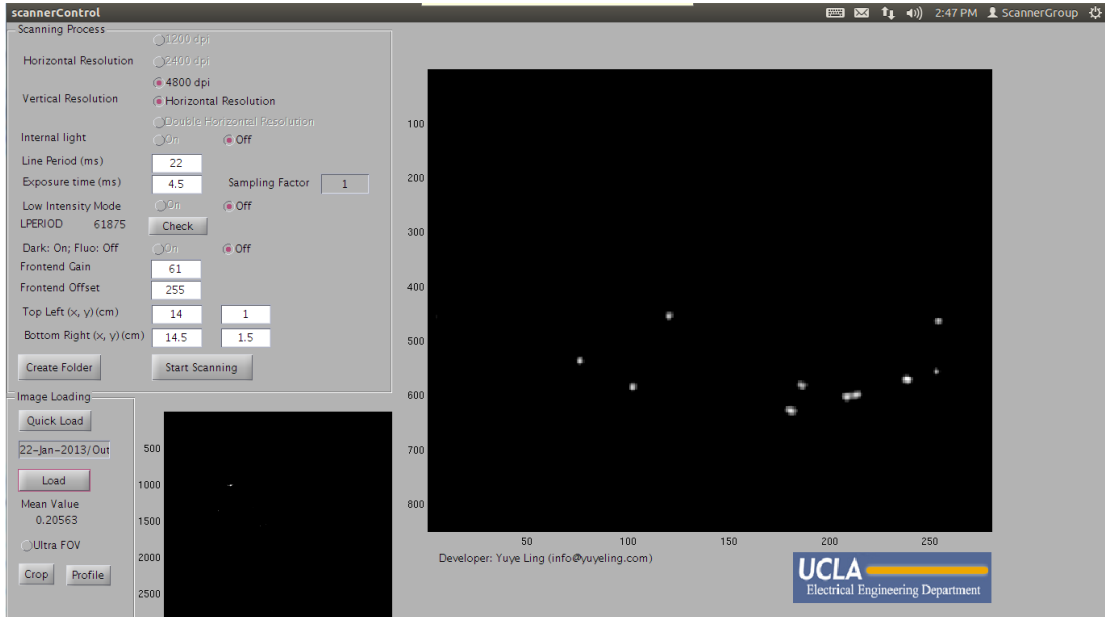 scannerControl
2:47 PM ScannerGroup
Scanning Process
1200 dpi
Horizontal Resolution 2400 dpi
4800 dpi
Vertical Resolution Horizontal Resolution
Double Horizontal Resolution
Internal light On Off
Line Period (ms) 22
Exposure time (ms) 4.5 Sampling Factor 1
Low Intensity Mode On Off
LPERIOD 61875 Check
Dark: On; Fluo: Off On Off
Frontend Gain 61
Frontend Offset 255
Top Left (x, y)(cm) 14 1
Bottom Right (x, y)(cm) 14.5 1.5
Create Folder Start Scanning
Image Loading
Quick Load
22-Jan-2013/Out
Load
Mean Value
0.20563
Ultra FOV
Crop Profile
500
1000
1500
2000
2500
100
200
300
400
500
600
700
800
50 100 150 200 250
Developer: Yuye Ling (info@yuyeling.com)
UCLA
Electrical Engineering Department